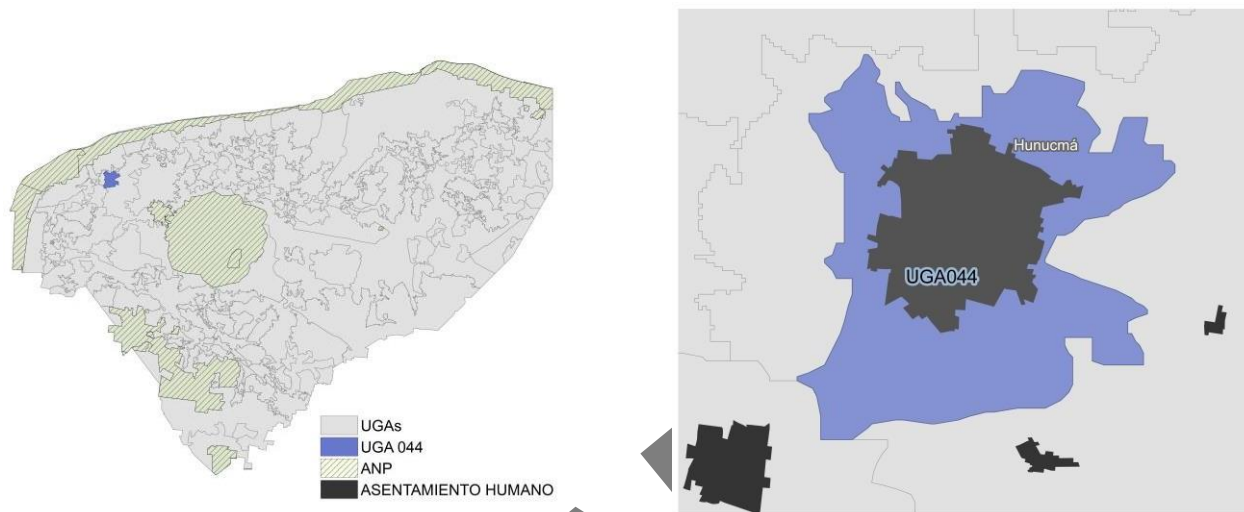 UGAs
UGA 044
ANP
ASENTAMIENTO HUMANO
Hunucmá
UGA044